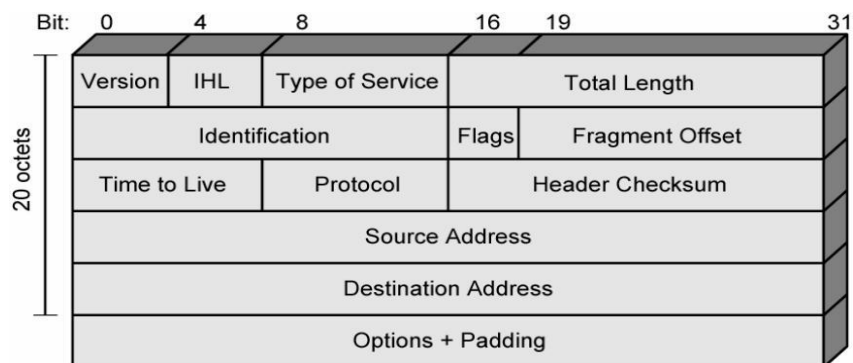 Bit: 0 4 8 16 19 31
Version IHL Type of Service Total Length
Identification Flags Fragment Offset
Time to Live Protocol Header Checksum
Source Address
Destination Address
Options + Padding
20 octets